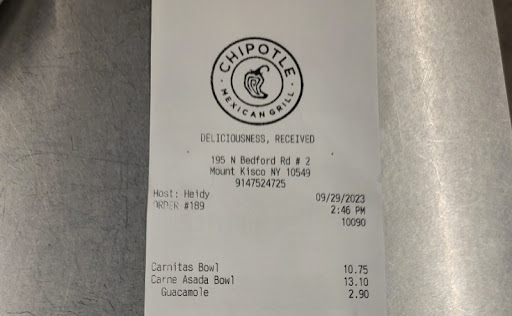 CHIPOTLE
MEXICAN GRILL
DELICIOUSNESS, RECEIVED
195 N Bedford Rd # 2
Mount Kisco NY 10549
9147524725
Host: Heidy 09/29/2023
ORDER #189 2:46 PM
10090
Carnitas Bowl 10.75
Carne Asada Bowl 13.10
Guacamole 2.90